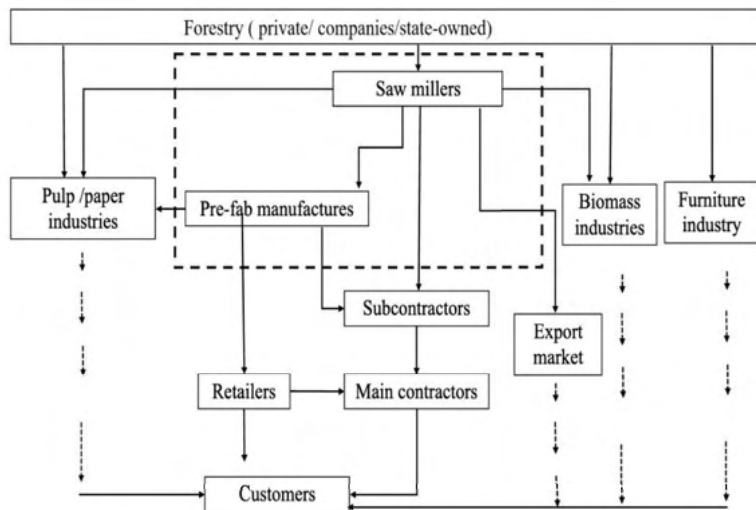 Forestry ( private/ companies/state-owned)
Saw millers
Pulp /paper
industries
Pre-fab manufactures
Biomass
industries
Furniture
industry
Subcontractors
Export
market
Retailers
Main contractors
Customers